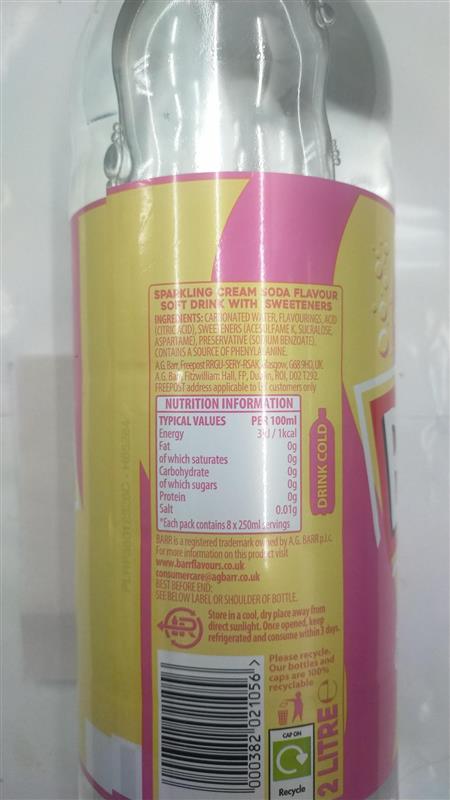 SPARKLING CREAM SODA FLAVOUR
SOFT DRINK WITH SWEETENERS
INGREDIENTS: CARBONATED WATER, FLAVOURINGS, ACID
(CITRIC ACID), SWEETENERS (ACESULFAME K, SUCRALOSE,
ASPARTAME), PRESERVATIVE (SODIUM BENZOATE).
CONTAINS A SOURCE OF PHENYLALANINE.
A.G. Barr, Freepost RRGU-SERY-RSAK, Glasgow, G68 9HD, UK.
A.G. Barr, Fitzwilliam Hall, FP, Dublin, ROI, D02 T292.
FREEPOST address applicable to UK customers only
NUTRITION INFORMATION
TYPICAL VALUES PER 100ml
Energy 3kJ / 1kcal
Fat 0g
of which saturates 0g
Carbohydrate 0g
of which sugars 0g
Protein 0g
Salt 0.01g
*Each pack contains 8 x 250ml servings
DRINK COLD
BARR is a registered trademark owned by A.G. BARR p.l.c.
For more information on this product visit
www.barrflavours.co.uk
consumercare@agbarr.co.uk
BEST BEFORE END:
SEE BELOW LABEL OR SHOULDER OF BOTTLE.
Store in a cool, dry place away from
direct sunlight. Once opened, keep
refrigerated and consume within 3 days.
Please recycle.
Our bottles and
caps are 100%
recyclable
5 000382 021056 >
CAP ON
Recycle
2 LITRE e